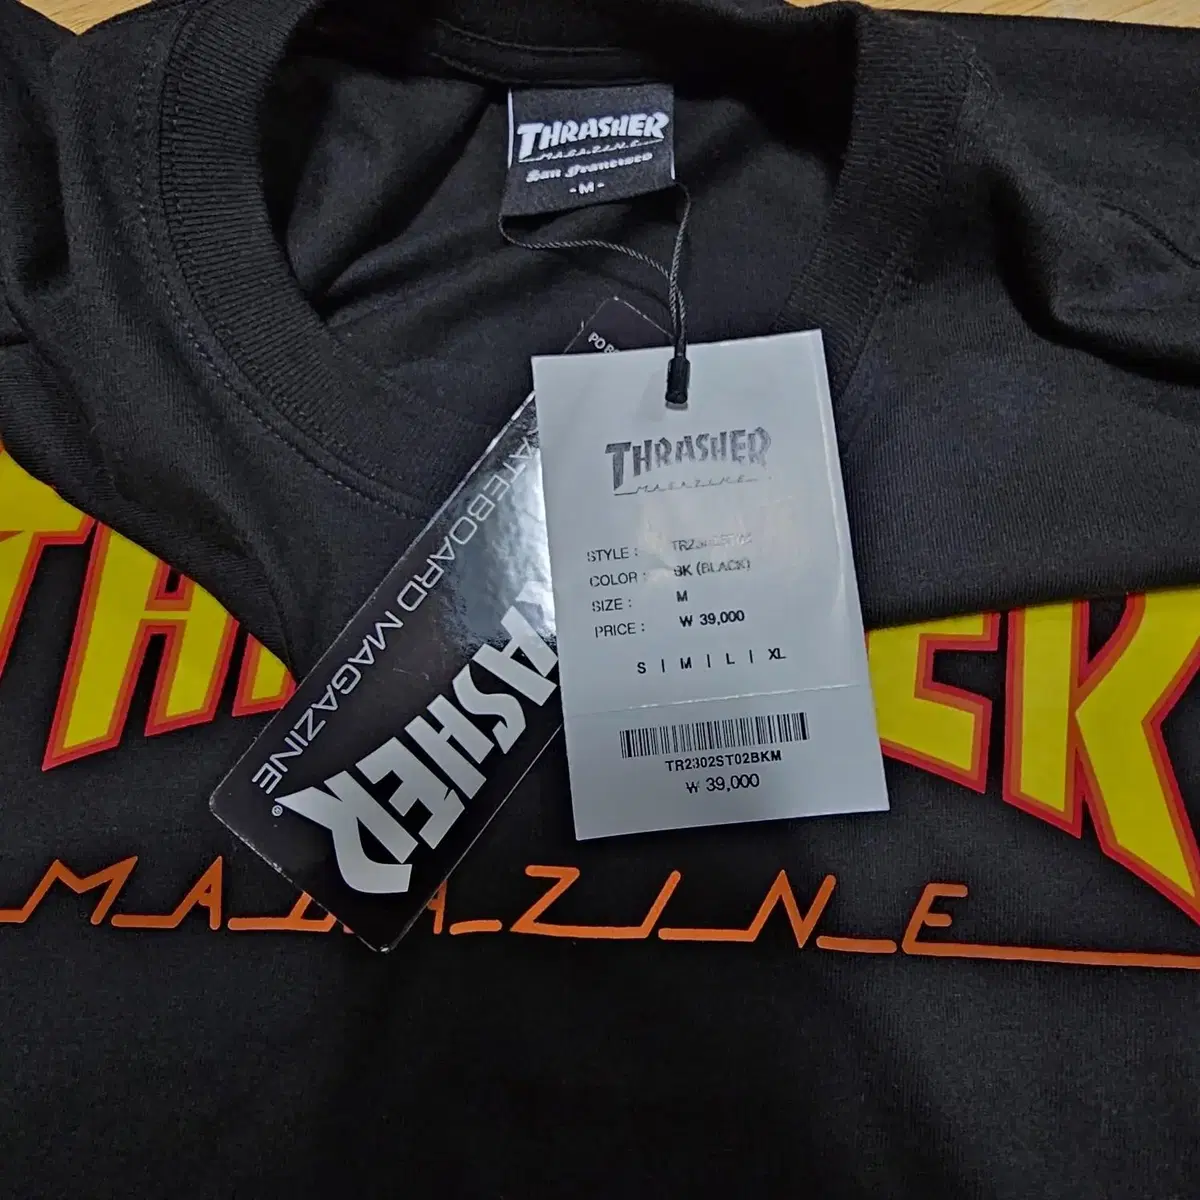 THRASHER
MAGAZINE
San Francisco
-M-
PO B
SKATEBOARD MAGAZINE®
THRASHER
THRASHER
MAGAZINE
STYLE :
COLOR : BK (BLACK)
SIZE : M
PRICE : ₩ 39,000
S | M | L | XL
TR2302ST02BKM
₩ 39,000
MAGAZINE